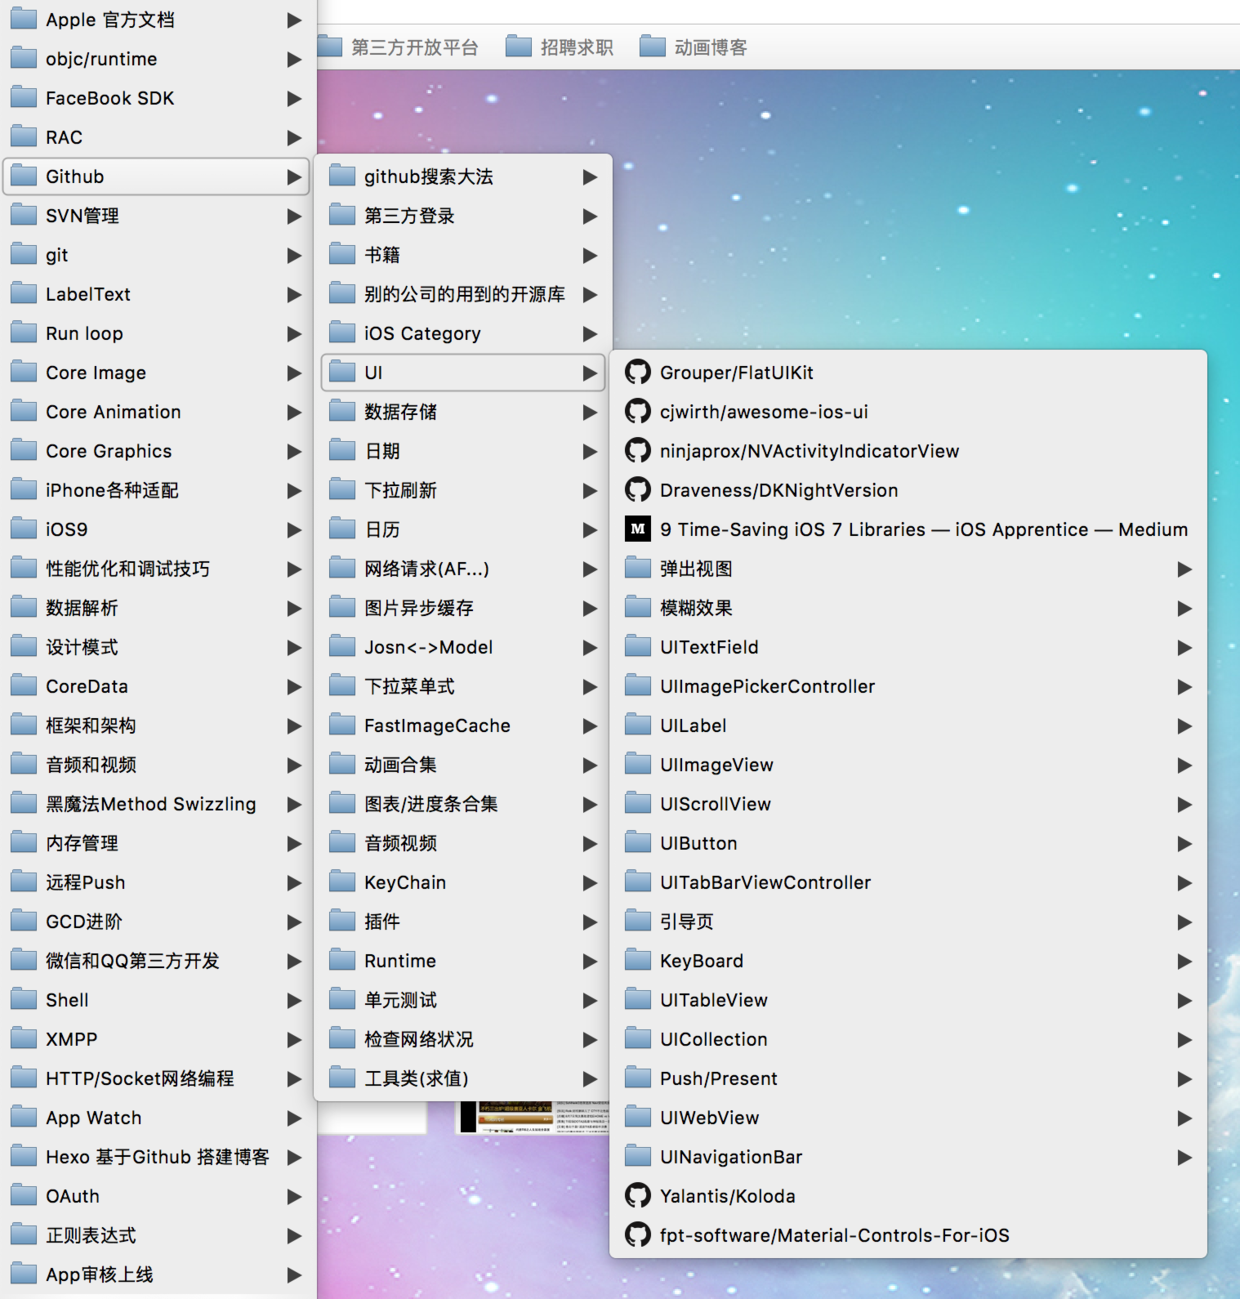 Apple 官方文档
objc/runtime
FaceBook SDK
RAC
Github
SVN管理
git
LabelText
Run loop
Core Image
Core Animation
Core Graphics
iPhone各种适配
iOS9
性能优化和调试技巧
数据解析
设计模式
CoreData
框架和架构
音频和视频
黑魔法Method Swizzling
内存管理
远程Push
GCD进阶
微信和QQ第三方开发
Shell
XMPP
HTTP/Socket网络编程
App Watch
Hexo 基于Github 搭建博客
OAuth
正则表达式
App审核上线
第三方开放平台 招聘求职 动画博客
github搜索大法
第三方登录
书籍
别的公司的用到的开源库
iOS Category
UI
数据存储
日期
下拉刷新
日历
网络请求(AF...)
图片异步缓存
Josn<->Model
下拉菜单式
FastImageCache
动画合集
图表/进度条合集
音频视频
KeyChain
插件
Runtime
单元测试
检查网络状况
工具类(求值)
Grouper/FlatUIKit
cjwirth/awesome-ios-ui
ninjaprox/NVActivityIndicatorView
Draveness/DKNightVersion
M 9 Time-Saving iOS 7 Libraries — iOS Apprentice — Medium
弹出视图
模糊效果
UITextField
UIImagePickerController
UILabel
UIImageView
UIScrollView
UIButton
UITabBarViewController
引导页
KeyBoard
UITableView
UICollection
Push/Present
UIWebView
UINavigationBar
Yalantis/Koloda
fpt-software/Material-Controls-For-iOS